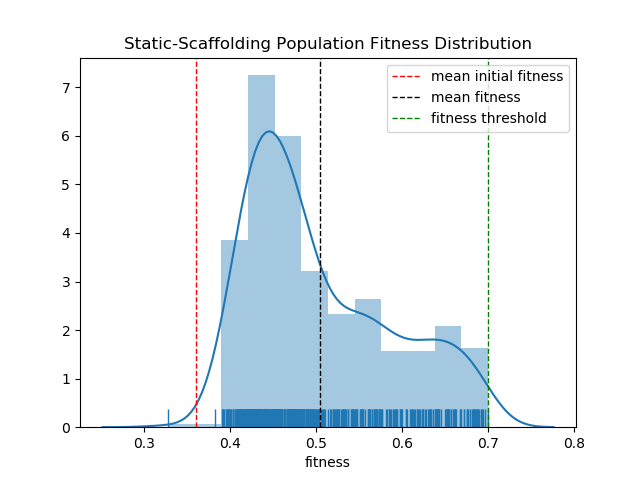 Static-Scaffolding Population Fitness Distribution
mean initial fitness
mean fitness
fitness threshold
7
6
5
4
3
2
1
0
0.3 0.4 0.5 0.6 0.7 0.8
fitness